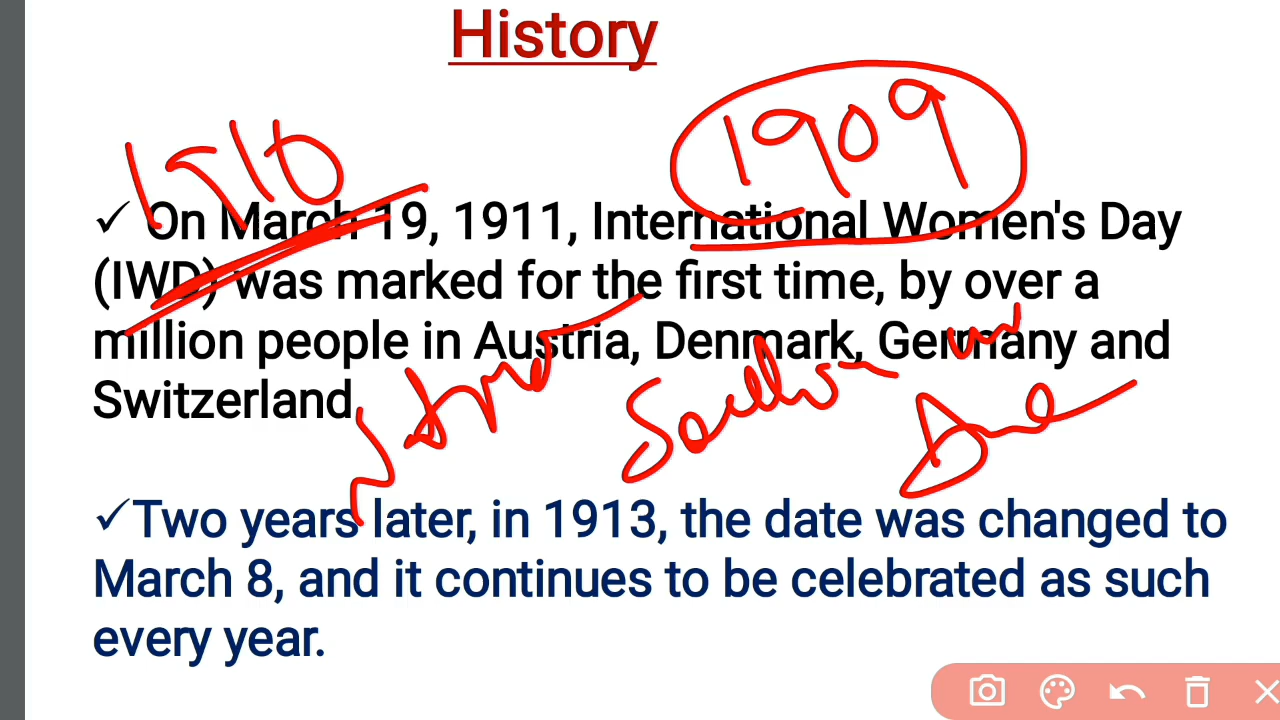 History
1910
1909
✓ On March 19, 1911, International Women's Day
(IWD) was marked for the first time, by over a
million people in Austria, Denmark, Germany and
Switzerland
✓Two years later, in 1913, the date was changed to
March 8, and it continues to be celebrated as such
every year.